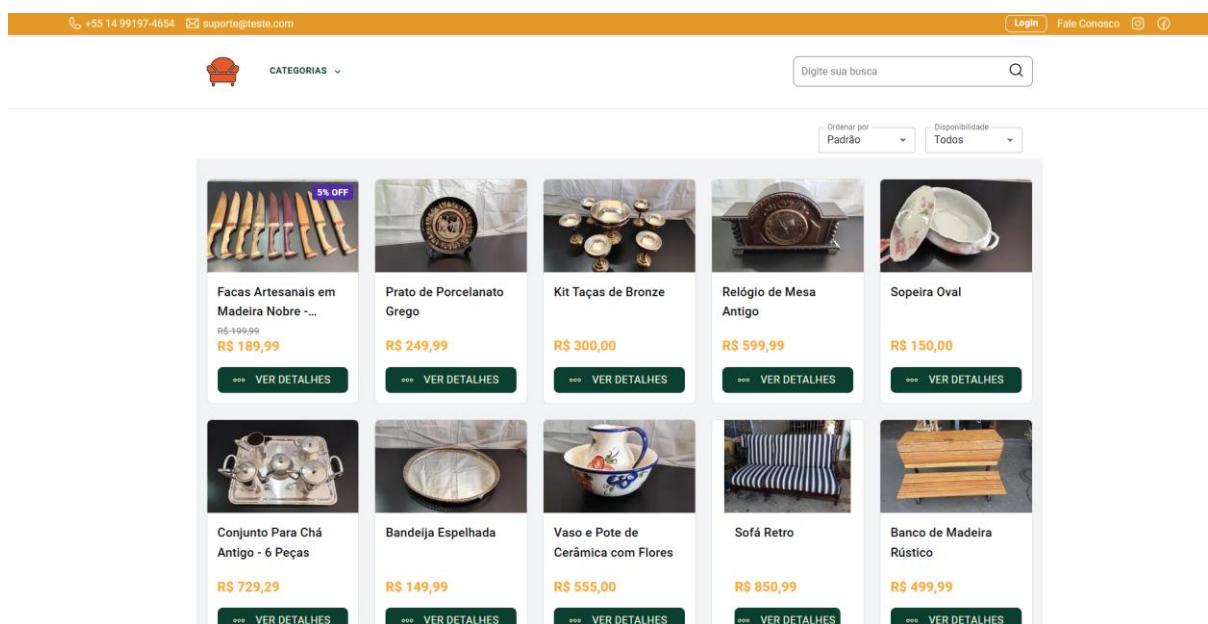 +55 14 99197-4654 suporte@teste.com Login Fale Conosco
CATEGORIAS Digite sua busca
Ordenar por Disponibilidade
Padrão Todos
5% OFF
Facas Artesanais em
Madeira Nobre -...
R$ 199,99
R$ 189,99
VER DETALHES
Prato de Porcelanato
Grego
R$ 249,99
VER DETALHES
Kit Taças de Bronze
R$ 300,00
VER DETALHES
Relógio de Mesa
Antigo
R$ 599,99
VER DETALHES
Sopeira Oval
R$ 150,00
VER DETALHES
Conjunto Para Chá
Antigo - 6 Peças
R$ 729,29
VER DETALHES
Bandeija Espelhada
R$ 149,99
VER DETALHES
Vaso e Pote de
Cerâmica com Flores
R$ 555,00
VER DETALHES
Sofá Retro
R$ 850,99
VER DETALHES
Banco de Madeira
Rústico
R$ 499,99
VER DETALHES